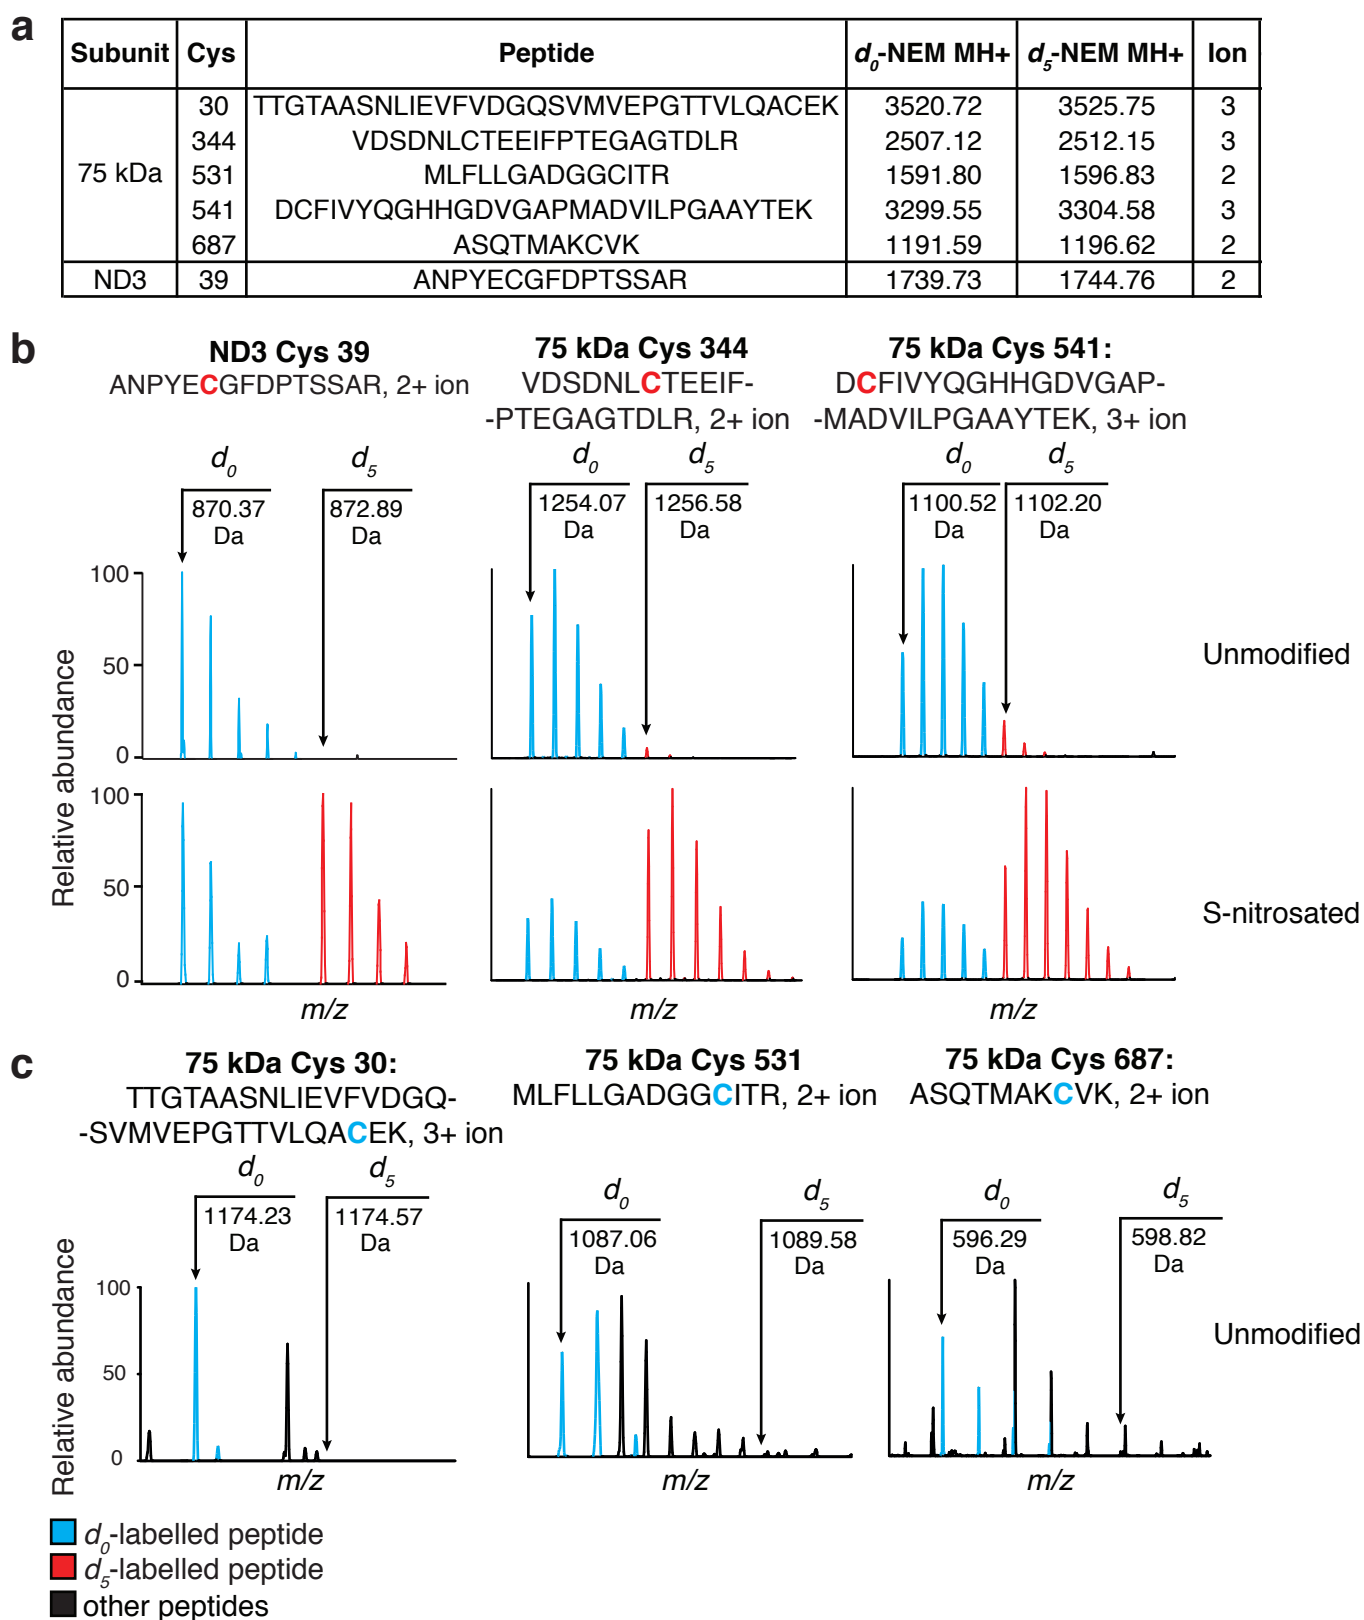 a
Subunit Cys Peptide d0-NEM MH+ d5-NEM MH+ Ion
75 kDa
30 TTGTAASNLIEVFVDGQSVMVEPGTTVLQACEK 3520.72 3525.75 3
344 VDSDNLCTEEIFPTEGAGTDLR 2507.12 2512.15 3
531 MLFLLGADGGCITR 1591.80 1596.83 2
541 DCFIVYQGHHGDVGAPMADVILPGAAYTEK 3299.55 3304.58 3
687 ASQTMAKCVK 1191.59 1196.62 2
ND3 39 ANPYECGFDPTSSAR 1739.73 1744.76 2
b
ND3 Cys 39
ANPYECGFDPTSSAR, 2+ ion
d0 d5
870.37 Da
872.89 Da
75 kDa Cys 344
VDSDNLCTEEIF-
-PTEGAGTDLR, 2+ ion
d0 d5
1254.07 Da
1256.58 Da
75 kDa Cys 541:
DCFIVYQGHHGDVGAP-
-MADVILPGAAYTEK, 3+ ion
d0 d5
1100.52 Da
1102.20 Da
Relative abundance
100
50
0
Unmodified
Relative abundance
100
50
0
S-nitrosated
m/z
m/z
m/z
c
75 kDa Cys 30:
TTGTAASNLIEVFVDGQ-
-SVMVEPGTTVLQACEK, 3+ ion
d0 d5
1174.23 Da
1174.57 Da
75 kDa Cys 531
MLFLLGADGGCITR, 2+ ion
d0 d5
1087.06 Da
1089.58 Da
75 kDa Cys 687:
ASQTMAKCVK, 2+ ion
d0 d5
596.29 Da
598.82 Da
Relative abundance
100
50
0
Unmodified
m/z
m/z
m/z
d0-labelled peptide
d5-labelled peptide
other peptides